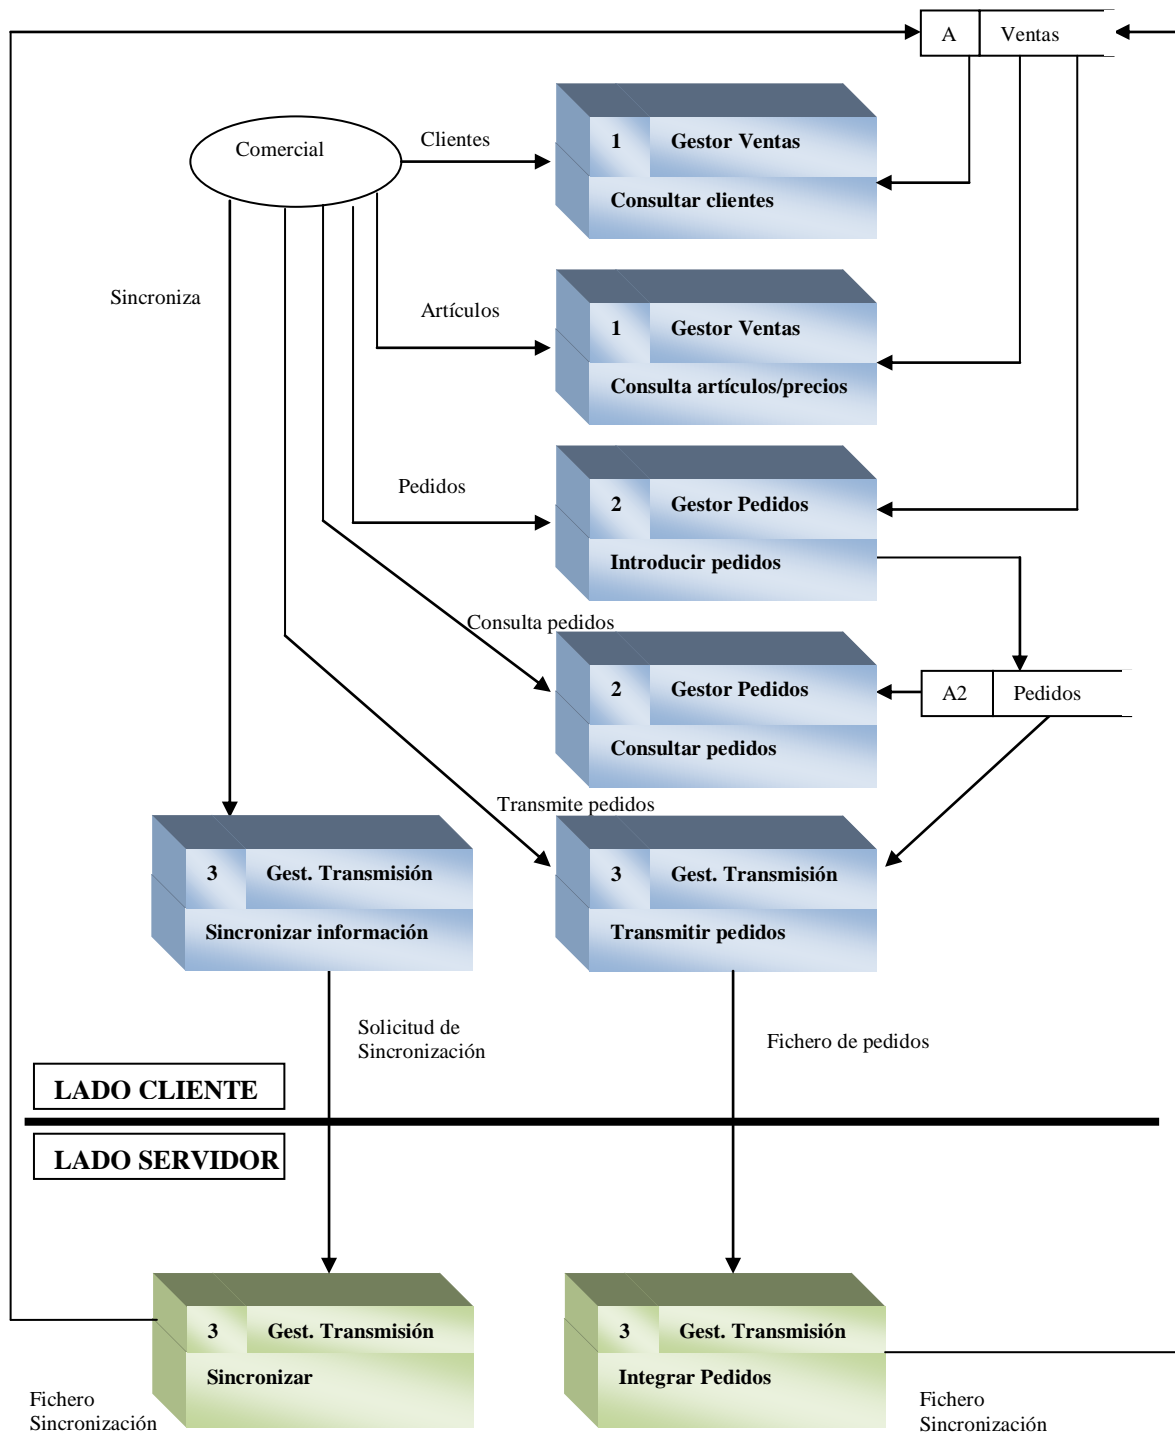 A Ventas
Comercial
Clientes
1 Gestor Ventas
Consultar clientes
Sincroniza
Artículos
1 Gestor Ventas
Consulta artículos/precios
Pedidos
2 Gestor Pedidos
Introducir pedidos
Consulta pedidos
2 Gestor Pedidos
Consultar pedidos
A2 Pedidos
Transmite pedidos
3 Gest. Transmisión
Sincronizar información
3 Gest. Transmisión
Transmitir pedidos
Solicitud de
Sincronización
Fichero de pedidos
LADO CLIENTE
LADO SERVIDOR
3 Gest. Transmisión
Sincronizar
3 Gest. Transmisión
Integrar Pedidos
Fichero
Sincronización
Fichero
Sincronización